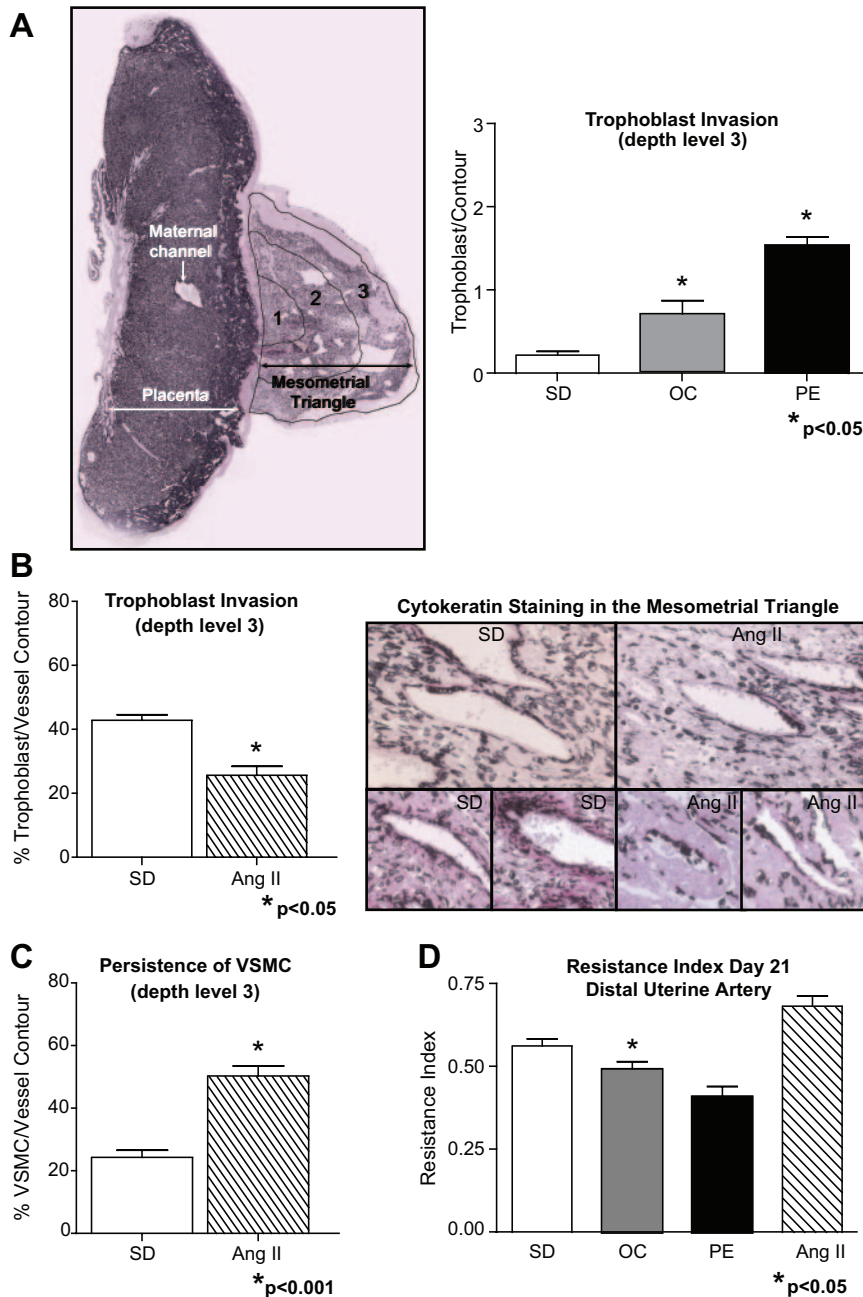 A
Maternal
channel
1
2
3
Placenta
Mesometrial
Triangle
Trophoblast Invasion
(depth level 3)
Trophoblast/Contour
3
2
1
0
*
*
SD
OC
PE
* p<0.05
B
Trophoblast Invasion
(depth level 3)
% Trophoblast/Vessel Contour
80
60
40
20
0
*
SD
Ang II
* p<0.05
Cytokeratin Staining in the Mesometrial Triangle
SD
Ang II
SD
SD
Ang II
Ang II
C
Persistence of VSMC
(depth level 3)
% VSMC/Vessel Contour
80
60
40
20
0
*
SD
Ang II
* p<0.001
D
Resistance Index Day 21
Distal Uterine Artery
Resistance Index
0.75
0.50
0.25
0.00
*
SD
OC
PE
Ang II
* p<0.05